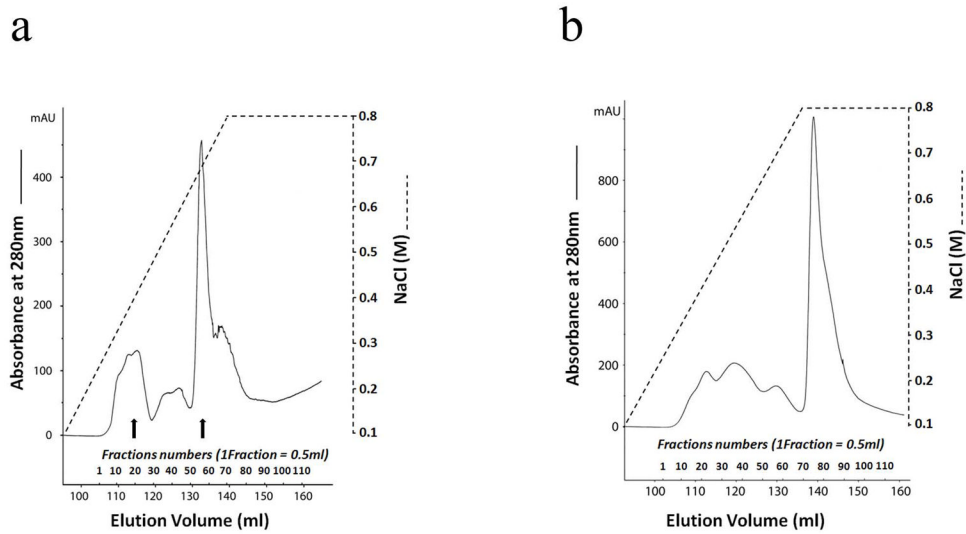 a
mAU
400
300
200
100
0
Absorbance at 280nm
0.8
0.7
0.6
0.5
0.4
0.3
0.2
0.1
NaCl (M)
Fractions numbers (1Fraction = 0.5ml)
1 10 20 30 40 50 60 70 80 90 100 110
100 110 120 130 140 150 160
Elution Volume (ml)
b
mAU
800
600
400
200
0
Absorbance at 280nm
0.8
0.7
0.6
0.5
0.4
0.3
0.2
0.1
NaCl (M)
Fractions numbers (1Fraction = 0.5ml)
1 10 20 30 40 50 60 70 80 90 100 110
100 110 120 130 140 150 160
Elution Volume (ml)